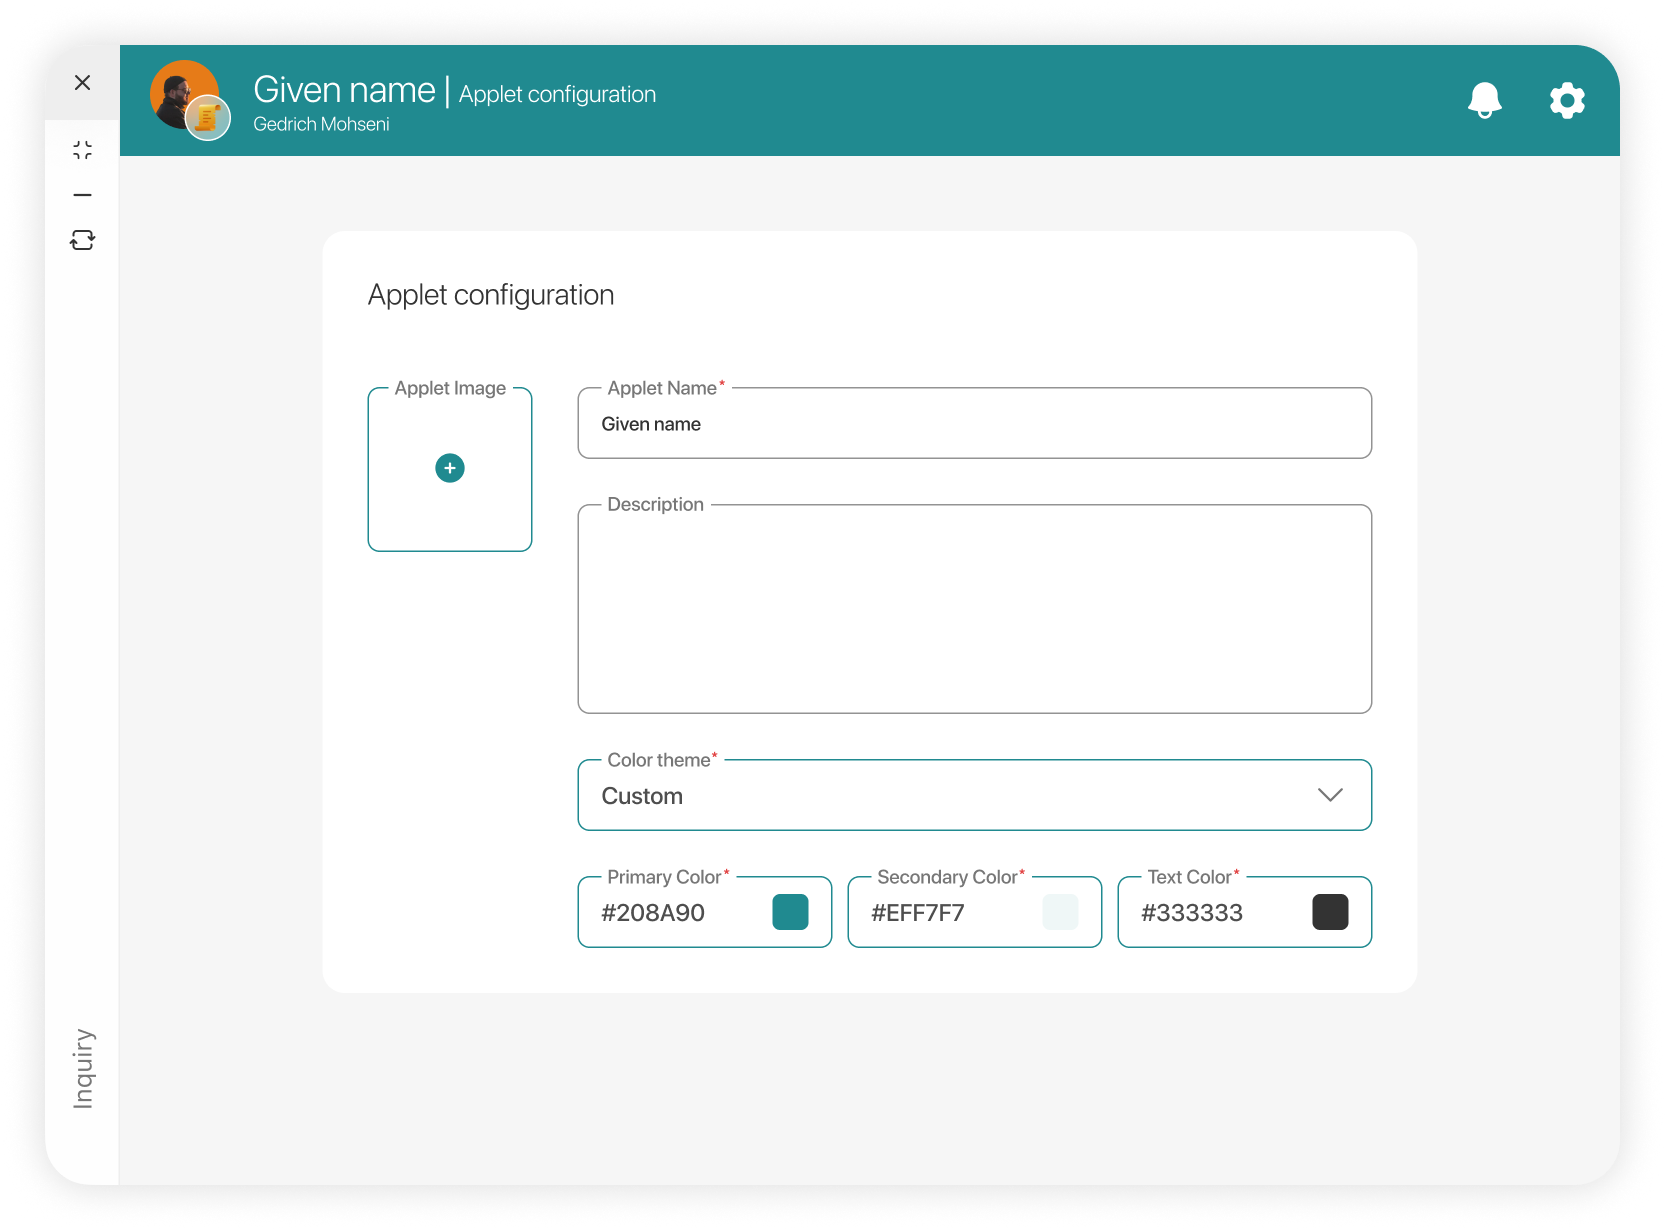 Given name | Applet configuration
Gedrich Mohseni
Applet configuration
Applet Image
Applet Name*
Given name
Description
Color theme*
Custom
Primary Color*
#208A90
Secondary Color*
#EFF7F7
Text Color*
#333333
Inquiry